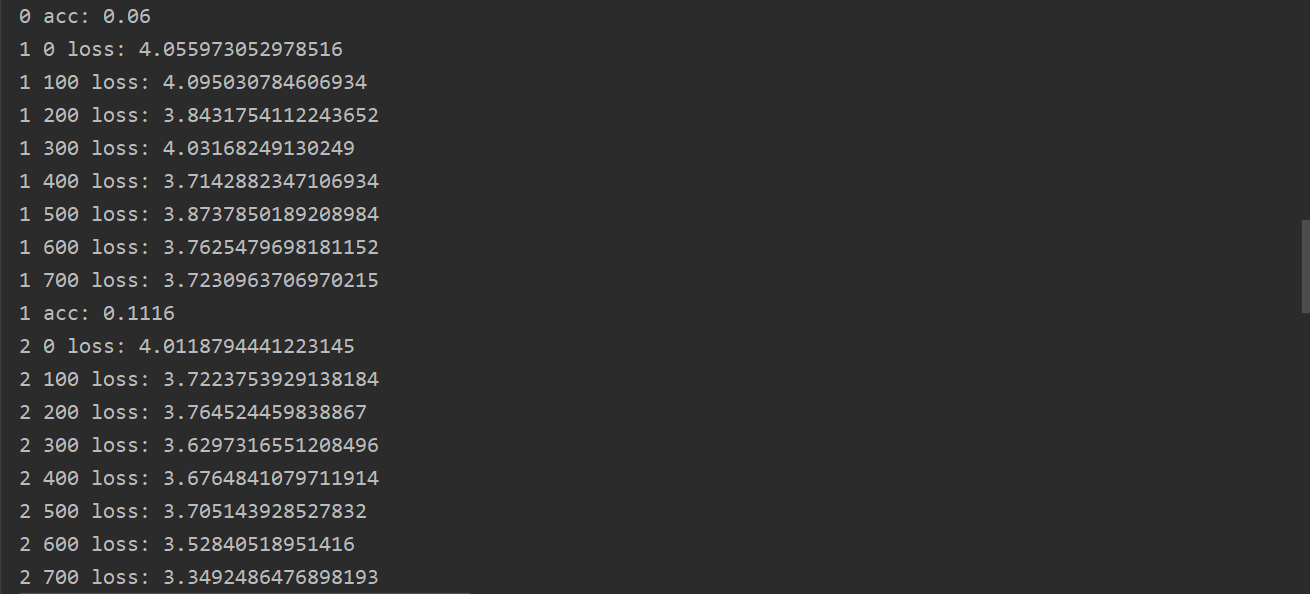 0 acc: 0.06
1 0 loss: 4.055973052978516
1 100 loss: 4.095030784606934
1 200 loss: 3.8431754112243652
1 300 loss: 4.03168249130249
1 400 loss: 3.7142882347106934
1 500 loss: 3.8737850189208984
1 600 loss: 3.7625479698181152
1 700 loss: 3.7230963706970215
1 acc: 0.1116
2 0 loss: 4.0118794441223145
2 100 loss: 3.7223753929138184
2 200 loss: 3.764524459838867
2 300 loss: 3.6297316551208496
2 400 loss: 3.6764841079711914
2 500 loss: 3.705143928527832
2 600 loss: 3.52840518951416
2 700 loss: 3.3492486476898193